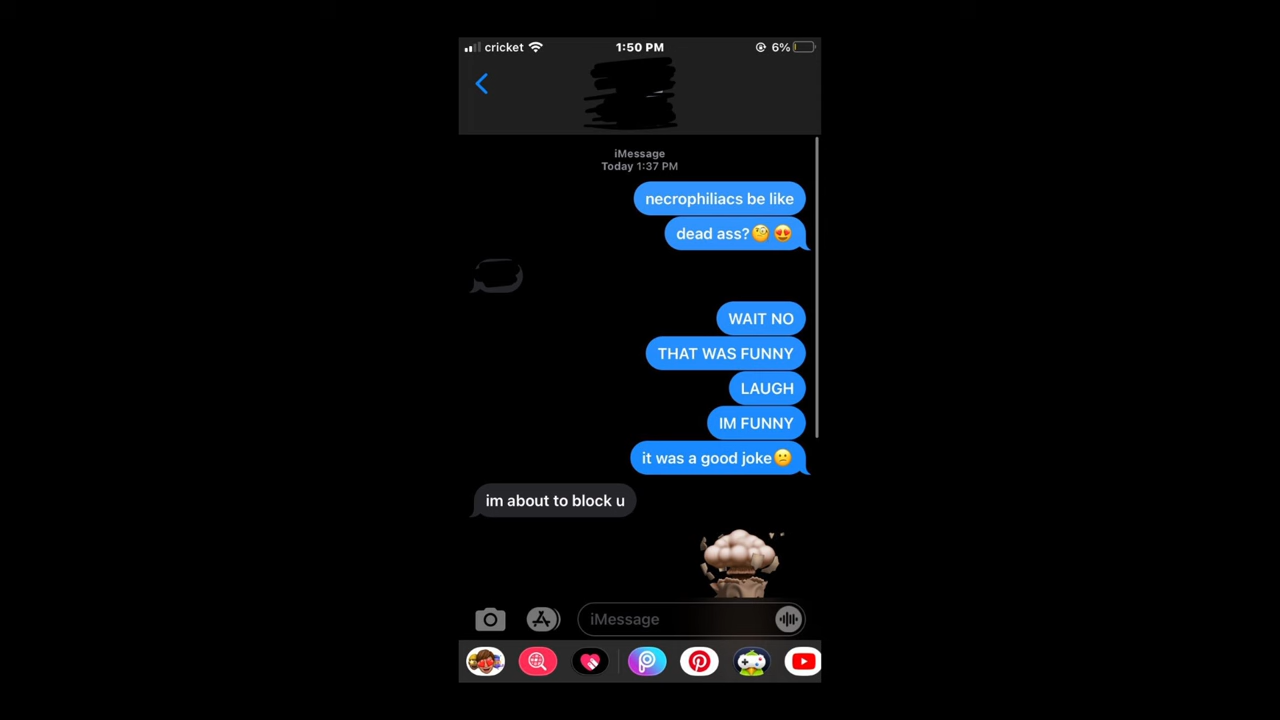 cricket 1:50 PM 6%
iMessage
Today 1:37 PM
necrophiliacs be like
dead ass?🧐 😍
WAIT NO
THAT WAS FUNNY
LAUGH
IM FUNNY
it was a good joke😕
im about to block u
iMessage